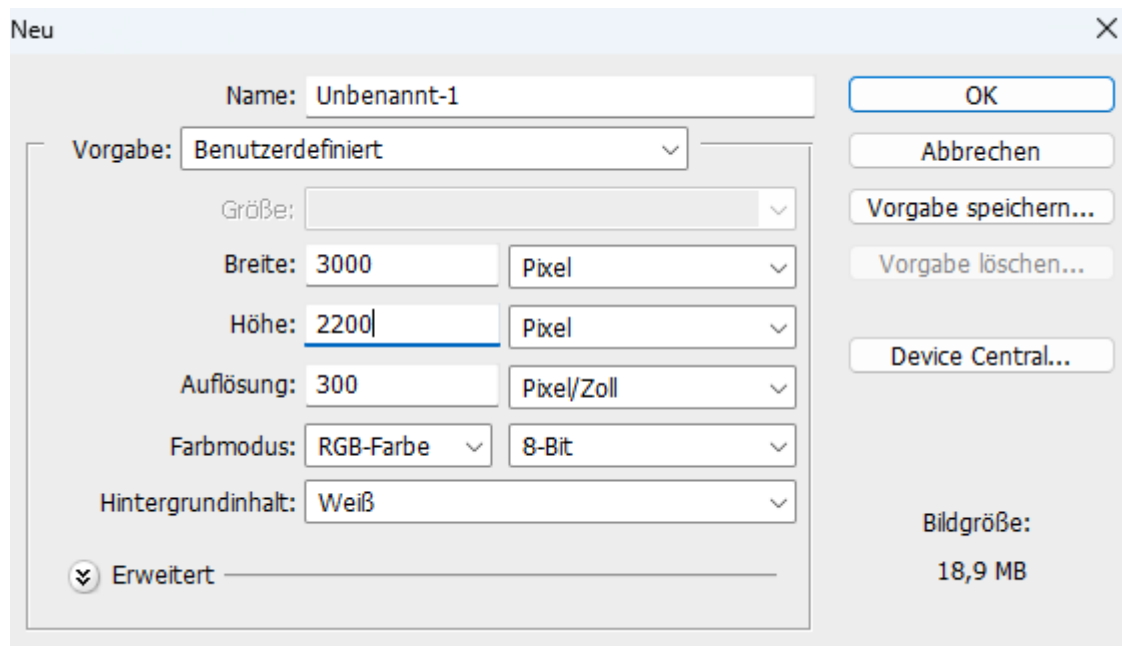 Neu
Name: Unbenannt-1
OK
Vorgabe: Benutzerdefiniert
Abbrechen
Größe:
Vorgabe speichern...
Breite: 3000 Pixel
Vorgabe löschen...
Höhe: 2200 Pixel
Device Central...
Auflösung: 300 Pixel/Zoll
Farbmodus: RGB-Farbe 8-Bit
Hintergrundinhalt: Weiß
Bildgröße:
18,9 MB
Erweitert